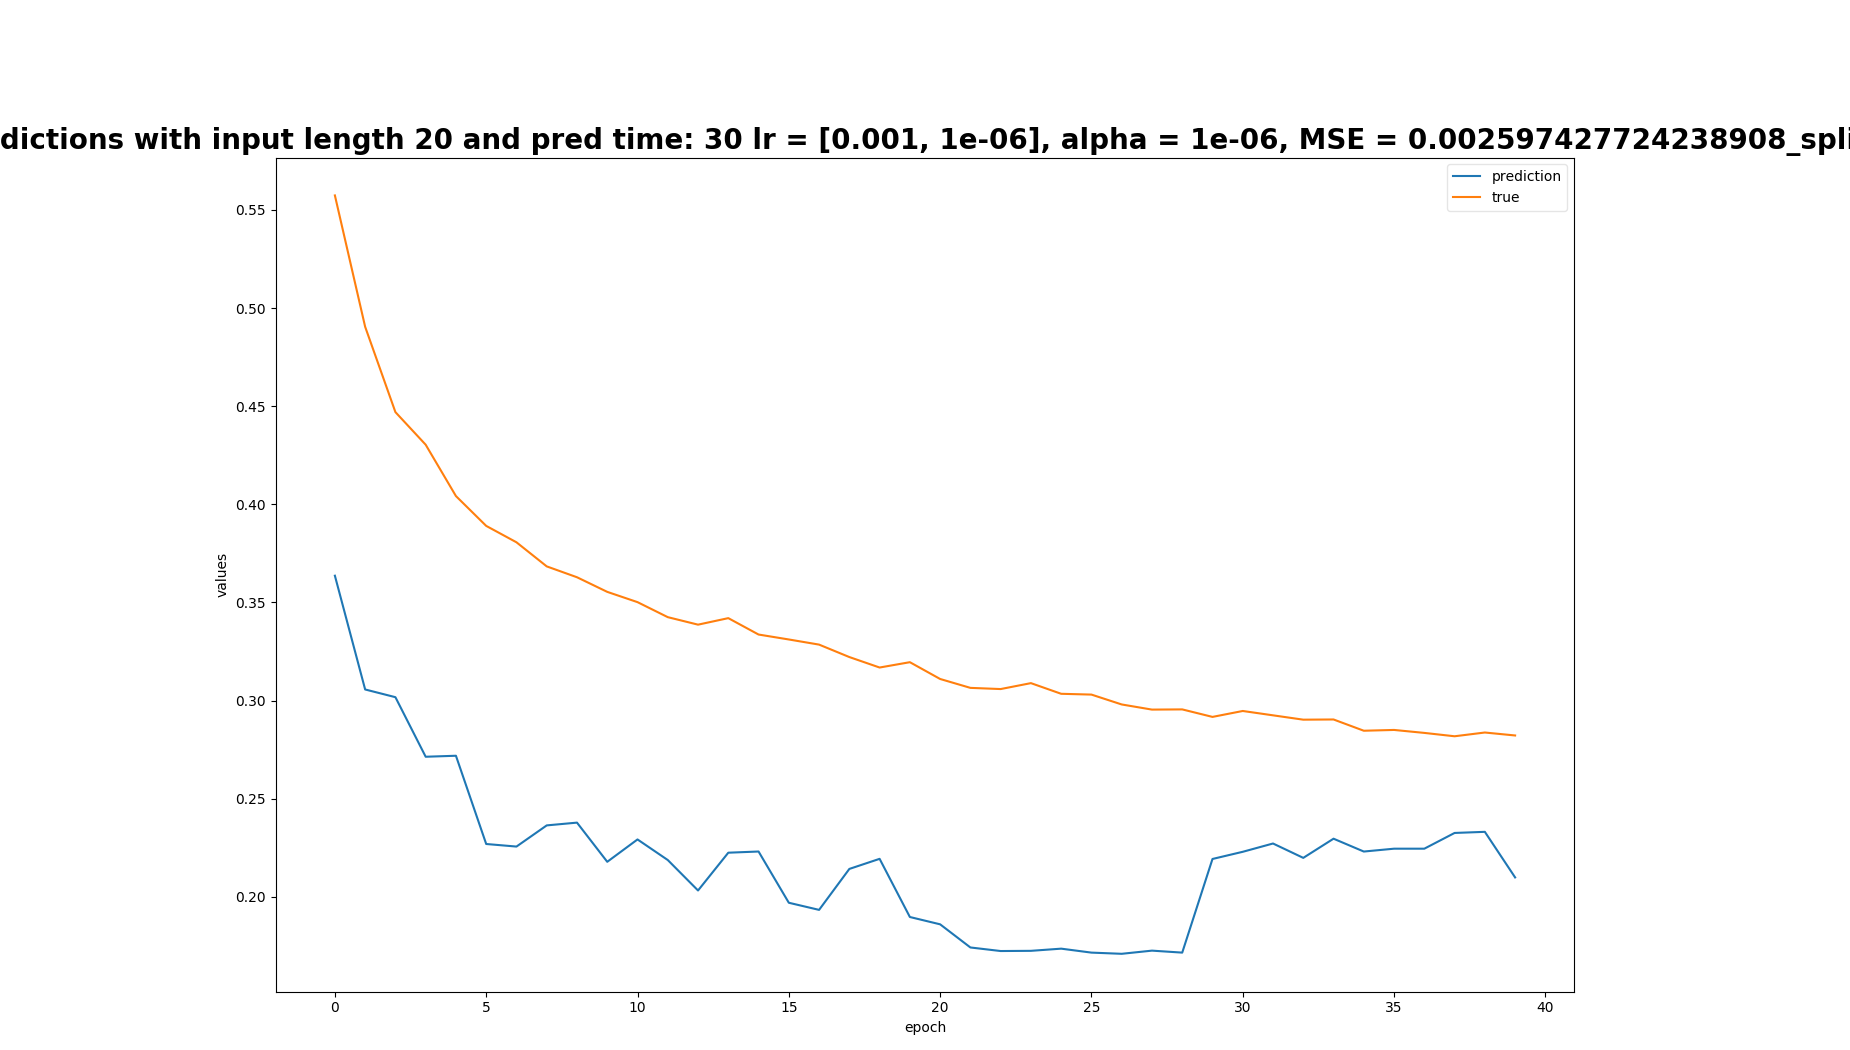 dictions with input length 20 and pred time: 30 lr = [0.001, 1e-06], alpha = 1e-06, MSE = 0.002597427724238908_spli
prediction
true
0.55
0.50
0.45
0.40
0.35
0.30
0.25
0.20
values
0 5 10 15 20 25 30 35 40
epoch